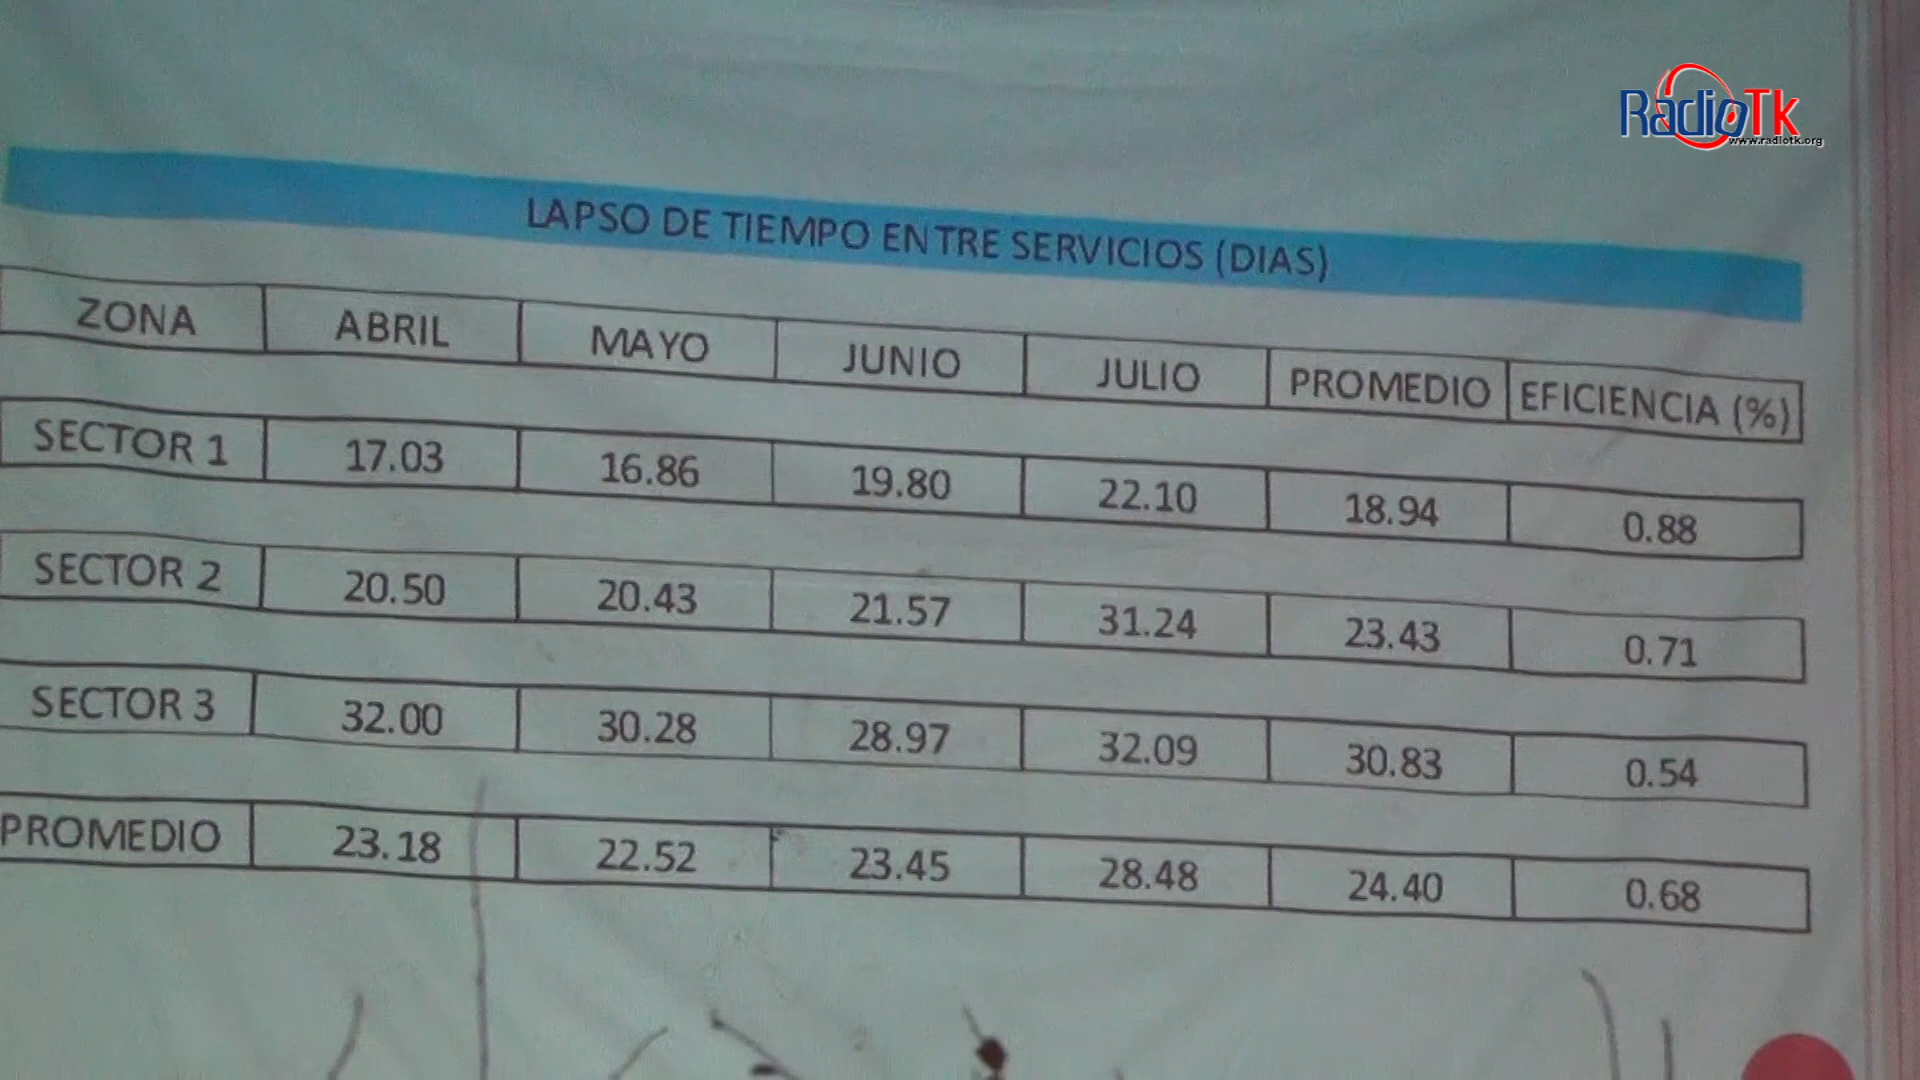 RadioTk
www.radiotk.org
LAPSO DE TIEMPO ENTRE SERVICIOS (DIAS)
ZONA ABRIL MAYO JUNIO JULIO PROMEDIO EFICIENCIA (%)
SECTOR 1 17.03 16.86 19.80 22.10 18.94 0.88
SECTOR 2 20.50 20.43 21.57 31.24 23.43 0.71
SECTOR 3 32.00 30.28 28.97 32.09 30.83 0.54
PROMEDIO 23.18 22.52 23.45 28.48 24.40 0.68